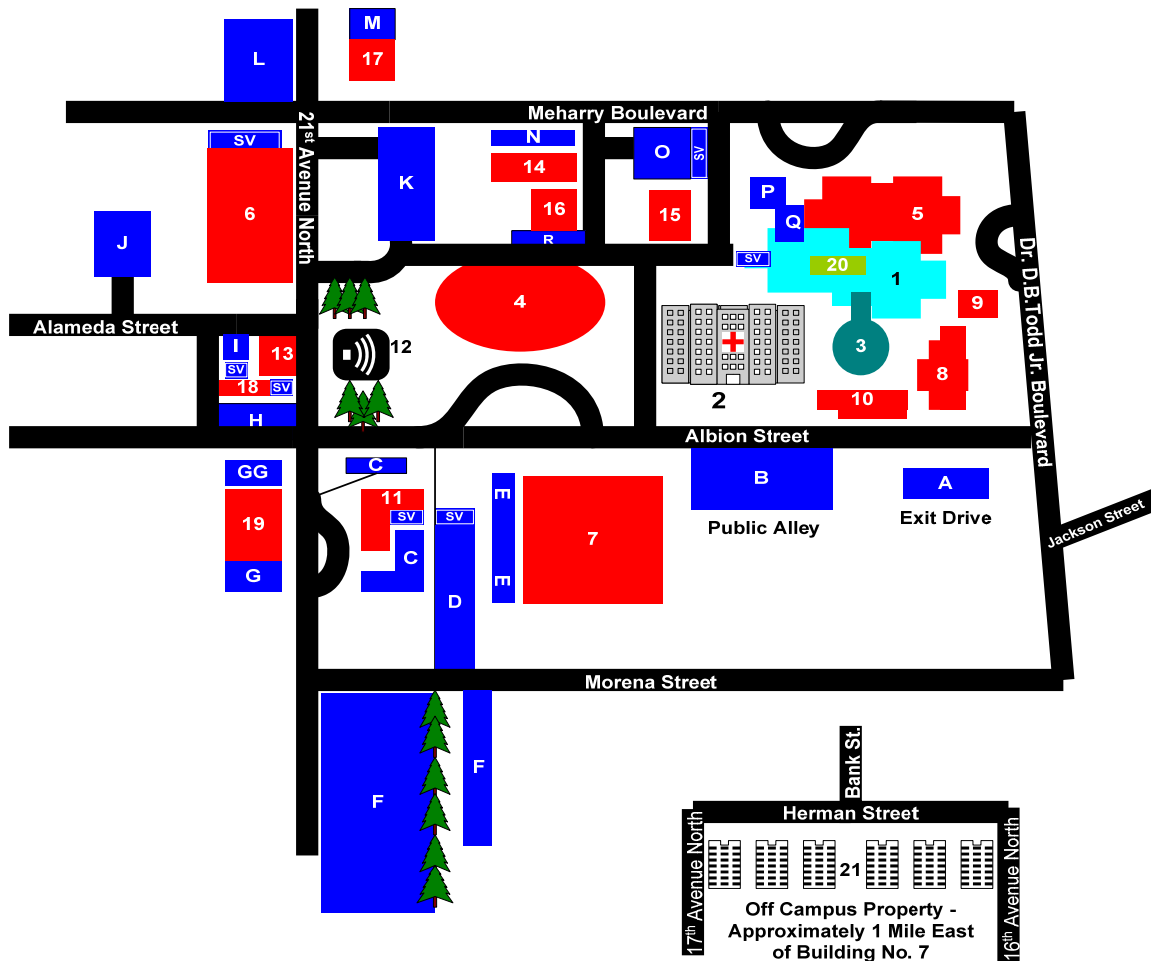 M
L
17
Meharry Boulevard
21st Avenue North
SV
N
O
SV
14
K
P
6
16
15
5
Q
J
R
SV
20
1
Dr. D.B.Todd Jr. Boulevard
4
9
Alameda Street
I
13
12
3
SV
18
SV
8
2
10
H
Albion Street
GG
C
B
A
E
11
SV
SV
Public Alley
Exit Drive
Jackson Street
19
7
C
G
E
D
Morena Street
F
F
Bank St.
Herman Street
17th Avenue North
16th Avenue North
21
Off Campus Property -
Approximately 1 Mile East
of Building No. 7